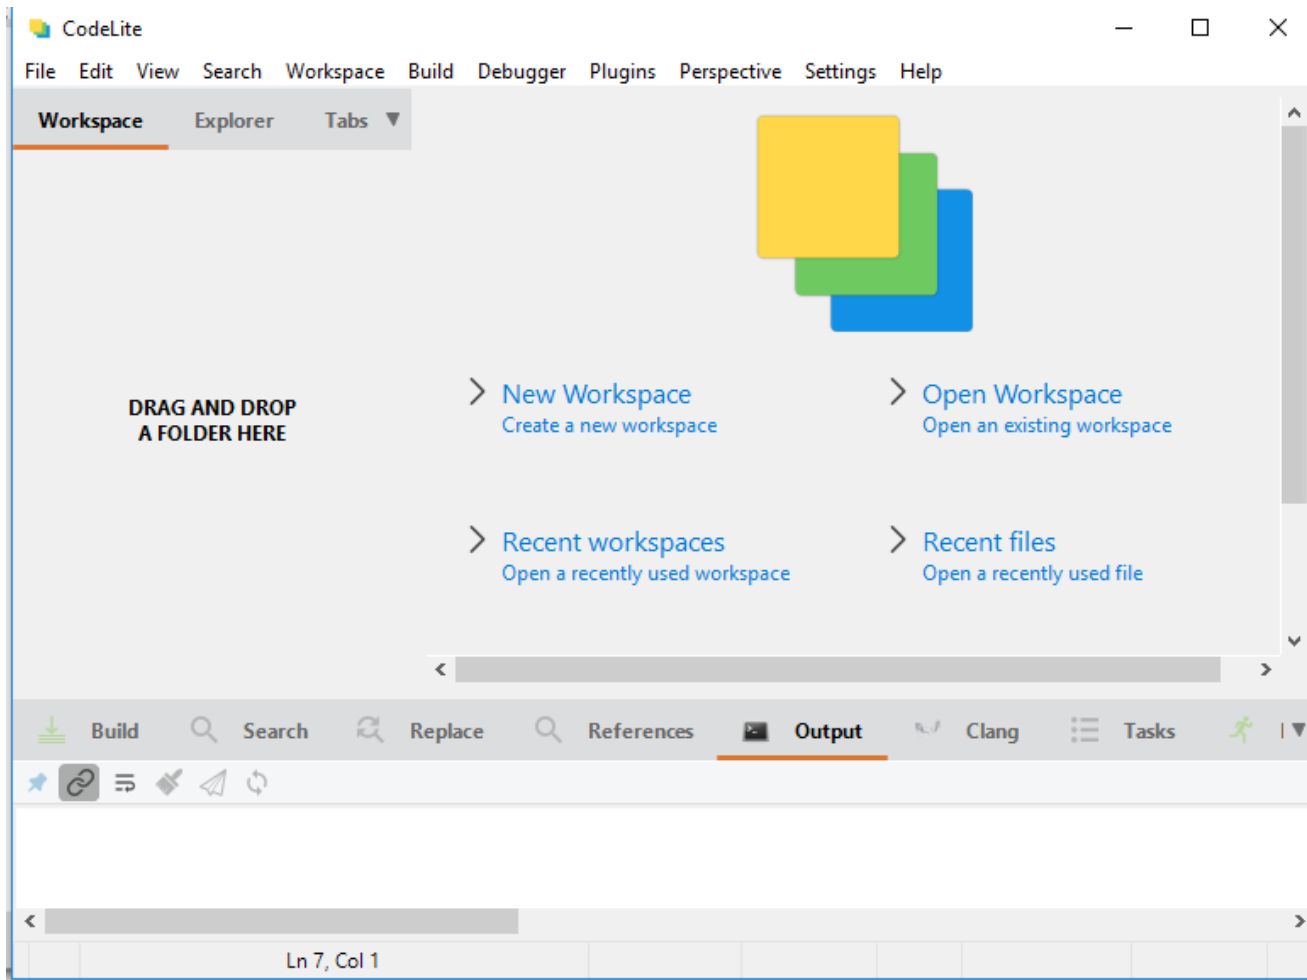 CodeLite
File Edit View Search Workspace Build Debugger Plugins Perspective Settings Help
Workspace Explorer Tabs
DRAG AND DROP
A FOLDER HERE
New Workspace
Create a new workspace
Open Workspace
Open an existing workspace
Recent workspaces
Open a recently used workspace
Recent files
Open a recently used file
Build Search Replace References Output Clang Tasks
Ln 7, Col 1